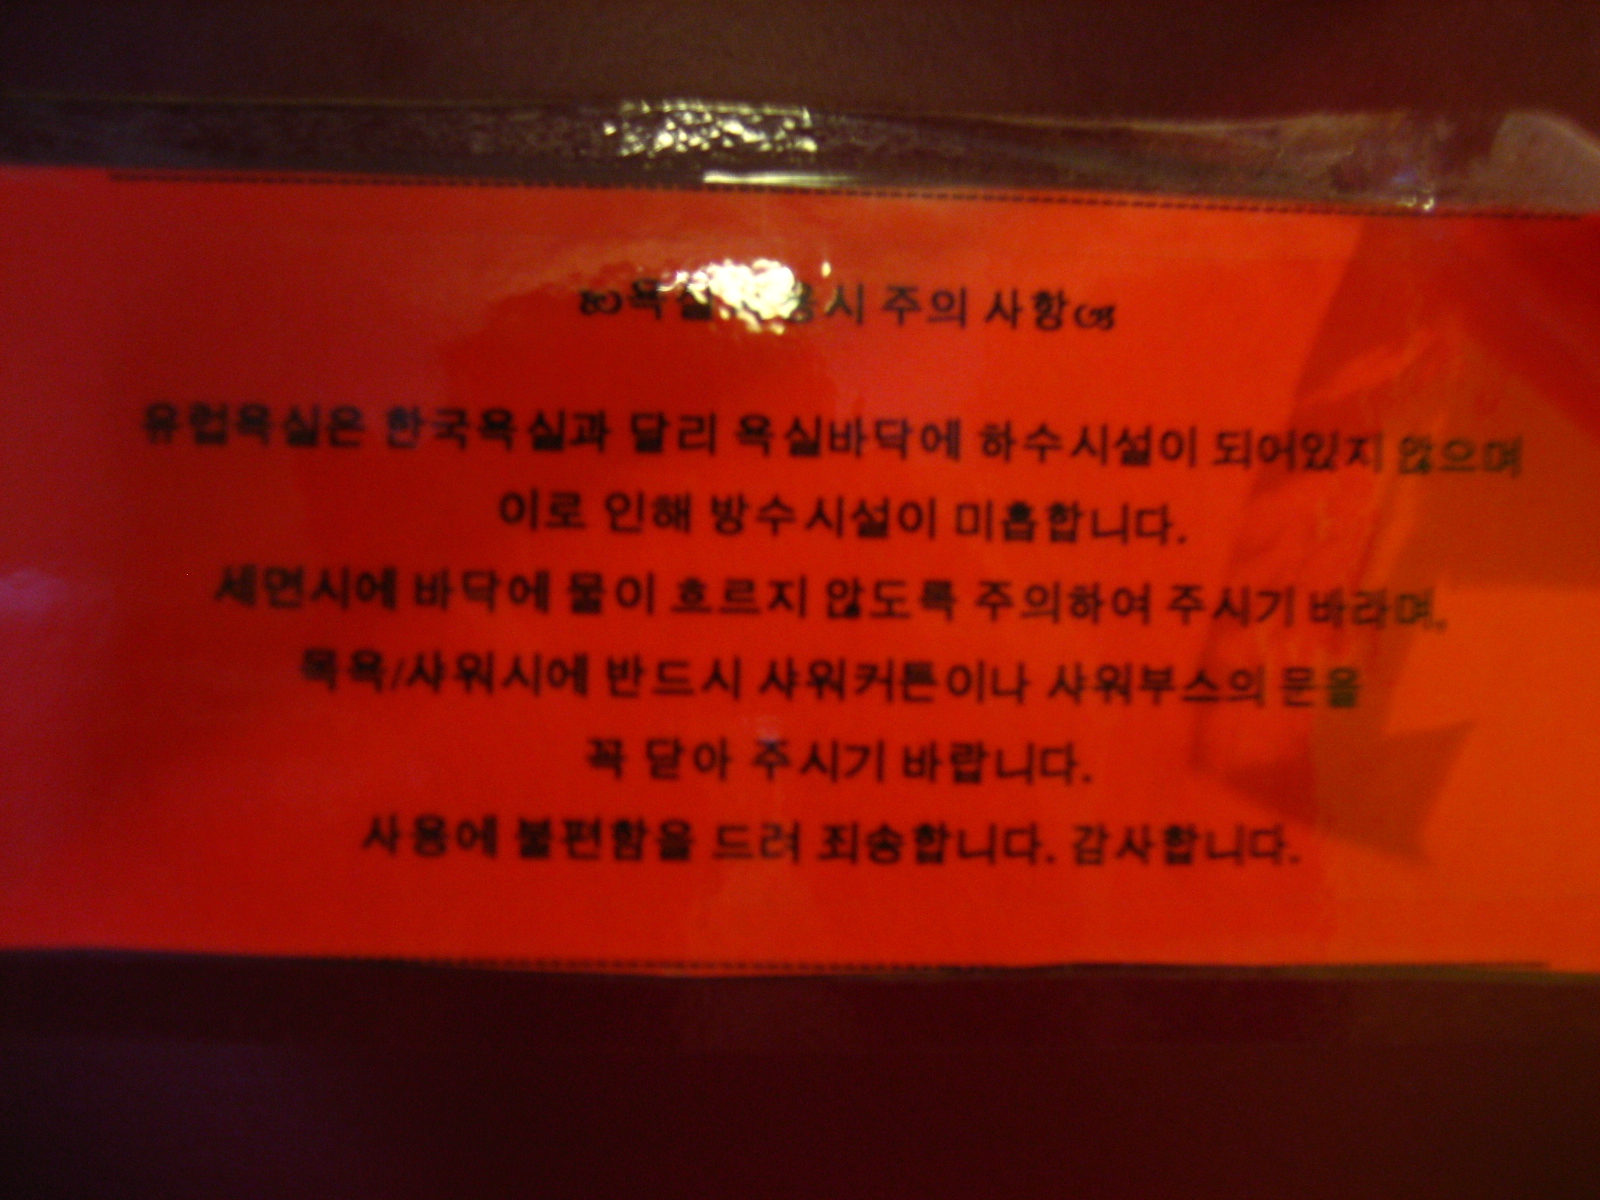 욕실 사용시 주의 사항
유럽욕실은 한국욕실과 달리 욕실바닥에 하수시설이 되어있지 않으며
이로 인해 방수시설이 미흡합니다.
세면시에 바닥에 물이 흐르지 않도록 주의하여 주시기 바라며,
목욕/샤워시에 반드시 샤워커튼이나 샤워부스의 문을
꼭 닫아 주시기 바랍니다.
사용에 불편함을 드려 죄송합니다. 감사합니다.